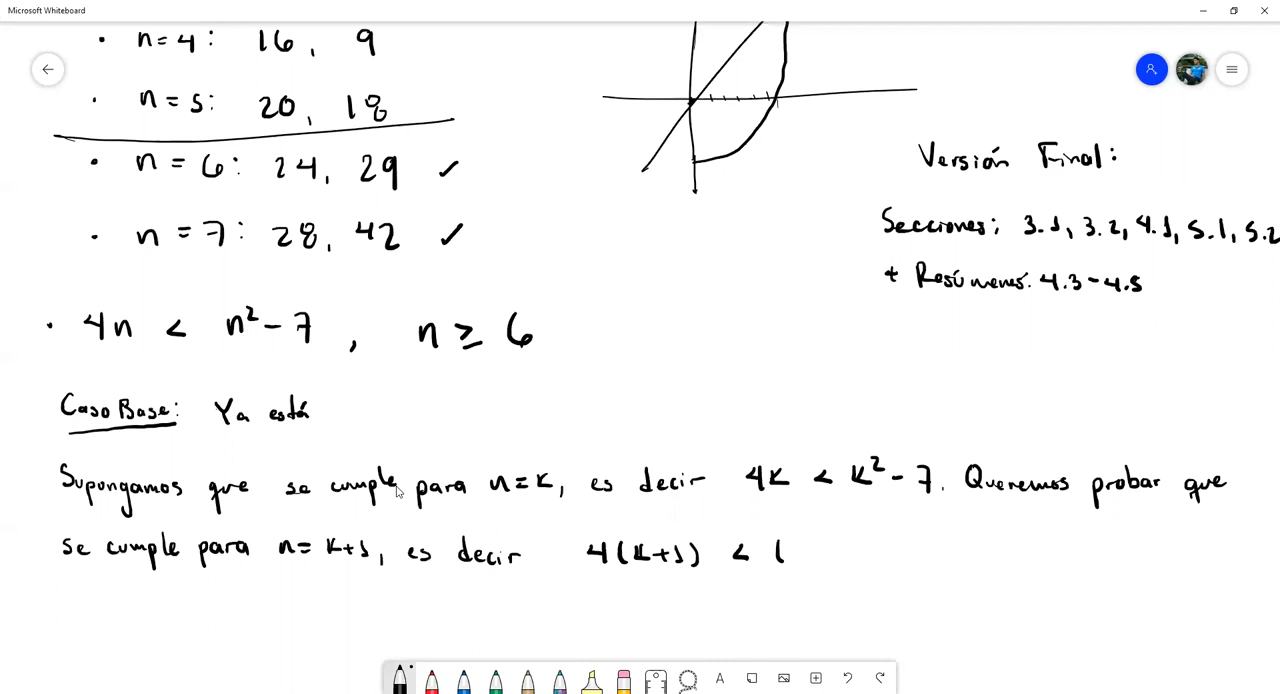 Microsoft Whiteboard
• n = 4 : 16 , 9
• n = 5 : 20 , 18
• n = 6 : 24 , 29 ✓
• n = 7 : 28 , 42 ✓
Versión Final:
Secciones; 3.1, 3.2, 4.1, 5.1, 5.2
+ Resúmenes: 4.3 - 4.5
• 4n < n² - 7 , n ≥ 6
Caso Base: Ya está
Supongamos que se cumple para n=k, es decir 4k < k² - 7. Queremos probar que
se cumple para n= k+1, es decir 4(k+1) < (
A